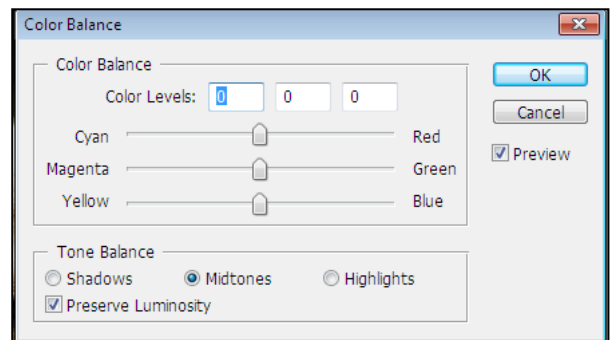 Color Balance
Color Balance
OK
Color Levels: 0 0 0
Cancel
Cyan Red
Preview
Magenta Green
Yellow Blue
Tone Balance
Shadows Midtones Highlights
Preserve Luminosity